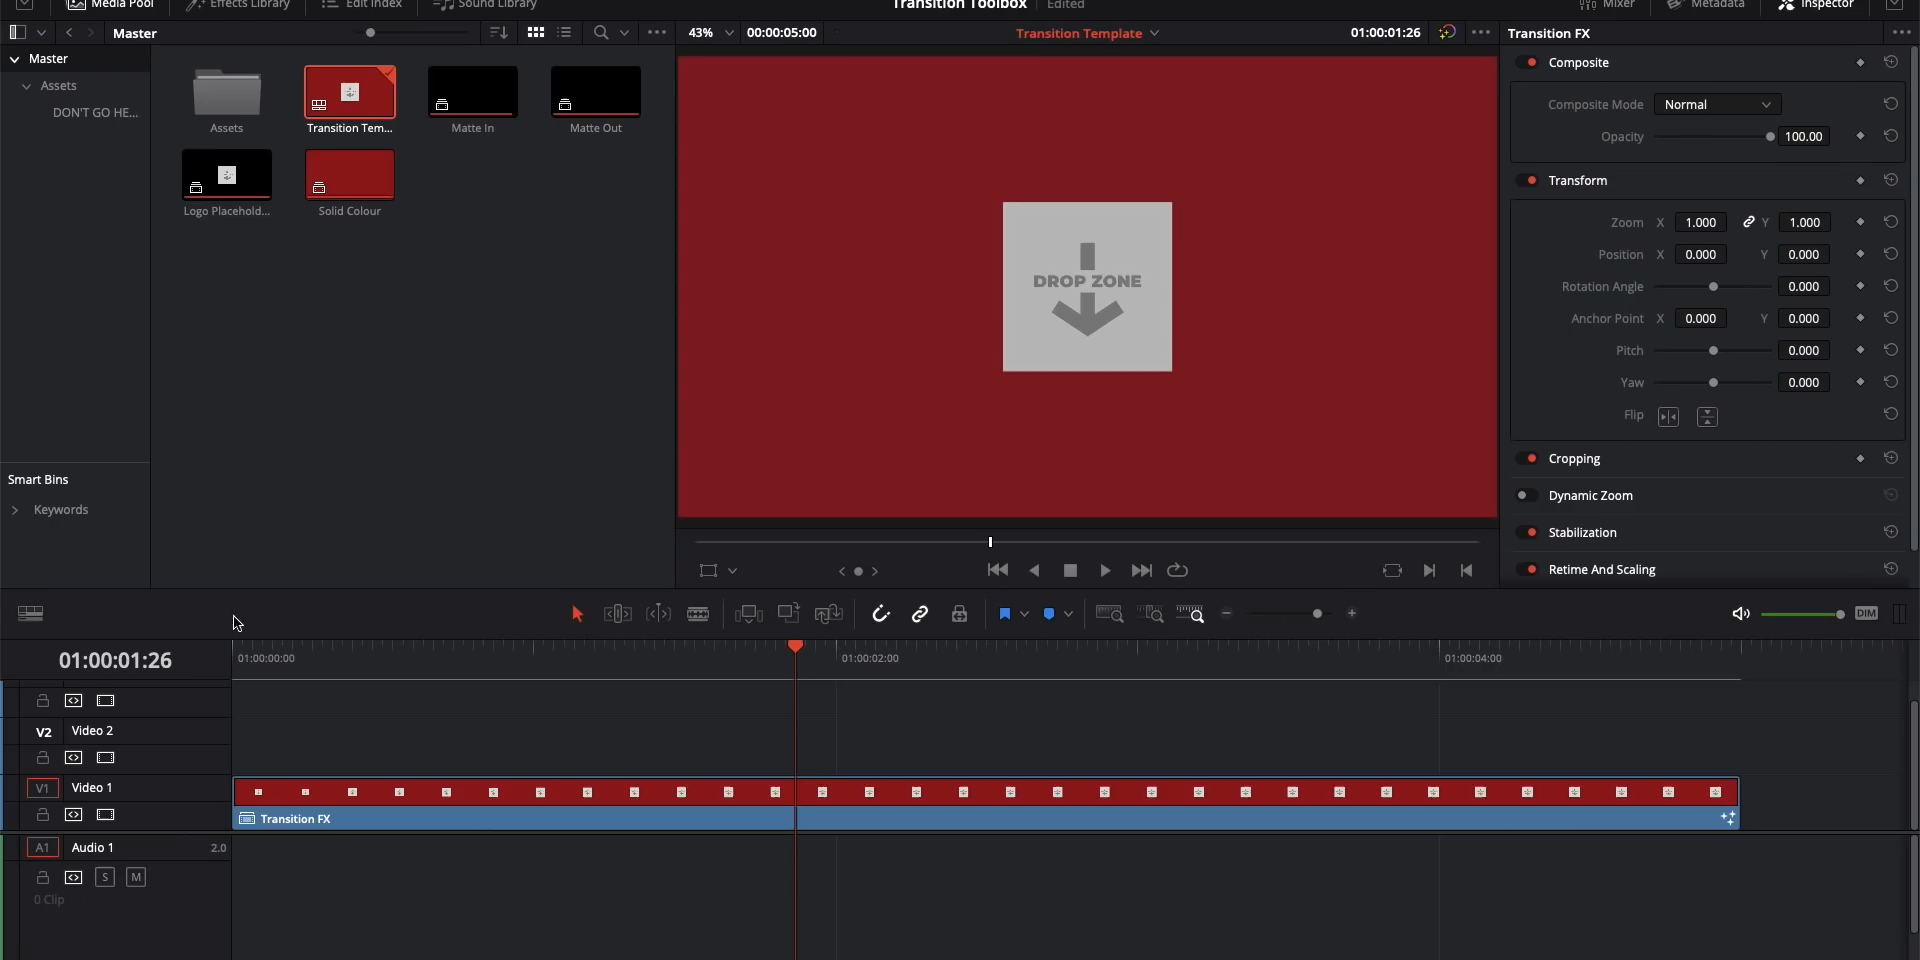 Media Pool
Effects Library
Edit Index
Sound Library
Transition Toolbox
Edited
Mixer
Metadata
Inspector
Master
43%
00:00:05:00
Transition Template
01:00:01:26
Transition FX
Master
Assets
DON'T GO HE...
Assets
Transition Tem...
Matte In
Matte Out
Logo Placehold...
Solid Colour
Smart Bins
Keywords
DROP ZONE
Composite
Composite Mode
Normal
Opacity
100.00
Transform
Zoom X 1.000 Y 1.000
Position X 0.000 Y 0.000
Rotation Angle 0.000
Anchor Point X 0.000 Y 0.000
Pitch 0.000
Yaw 0.000
Flip
Cropping
Dynamic Zoom
Stabilization
Retime And Scaling
DIM
01:00:01:26
01:00:00:00
01:00:02:00
01:00:04:00
V2 Video 2
V1 Video 1
Transition FX
A1 Audio 1 2.0
S M
0 Clip